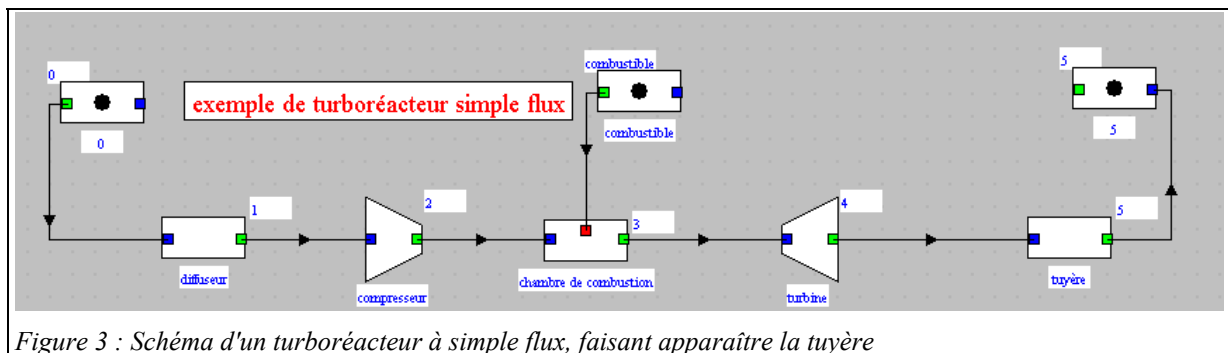 0
0
exemple de turboréacteur simple flux
combustible
combustible
5
5
1
diffuseur
2
compresseur
3
chambre de combustion
4
turbine
5
tuyère
Figure 3 : Schéma d'un turboréacteur à simple flux, faisant apparaître la tuyère